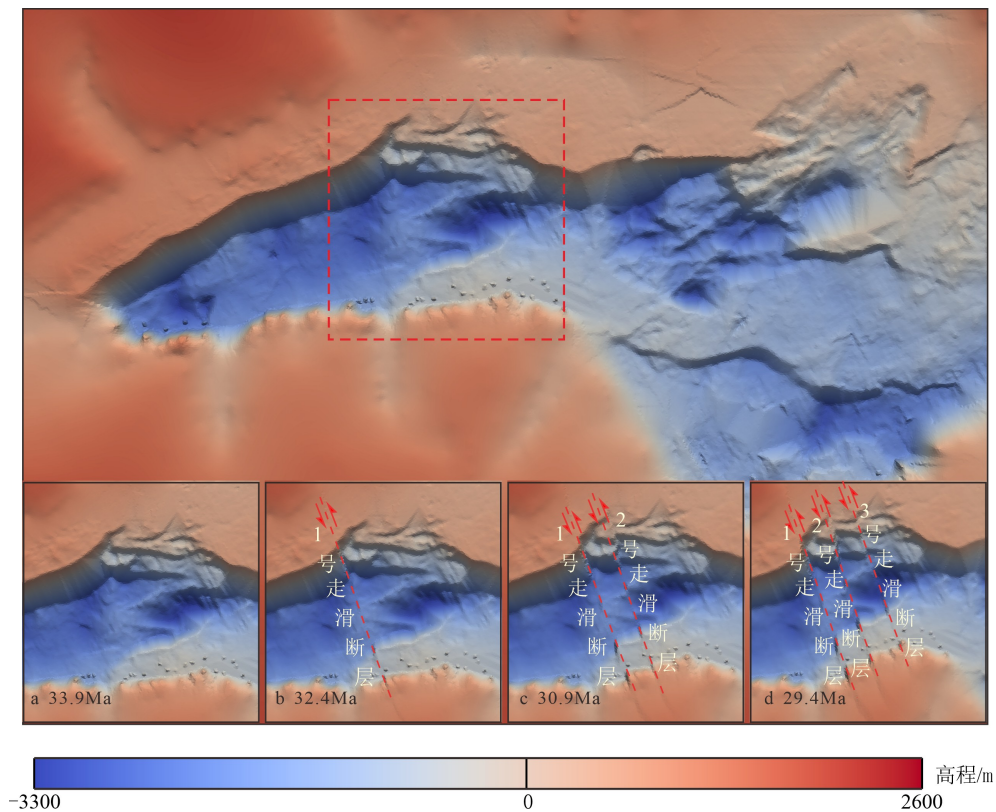 1
号
走
滑
断
层
a 33.9Ma
b 32.4Ma
1
号
走
滑
断
层
2
号
走
滑
断
层
c 30.9Ma
1
号
走
滑
断
层
2
号
走
滑
断
层
3
号
走
滑
断
层
d 29.4Ma
高程/m
-3300
0
2600